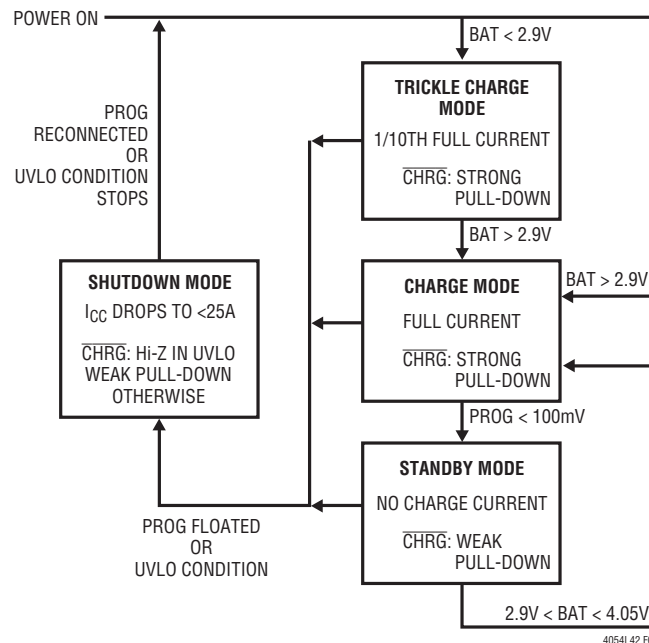 POWER ON
BAT < 2.9V
TRICKLE CHARGE
MODE
1/10TH FULL CURRENT
CHRG: STRONG
PULL-DOWN
PROG
RECONNECTED
OR
UVLO CONDITION
STOPS
BAT > 2.9V
SHUTDOWN MODE
ICC DROPS TO <25A
CHRG: Hi-Z IN UVLO
WEAK PULL-DOWN
OTHERWISE
CHARGE MODE
FULL CURRENT
CHRG: STRONG
PULL-DOWN
BAT > 2.9V
PROG < 100mV
STANDBY MODE
NO CHARGE CURRENT
CHRG: WEAK
PULL-DOWN
PROG FLOATED
OR
UVLO CONDITION
2.9V < BAT < 4.05V